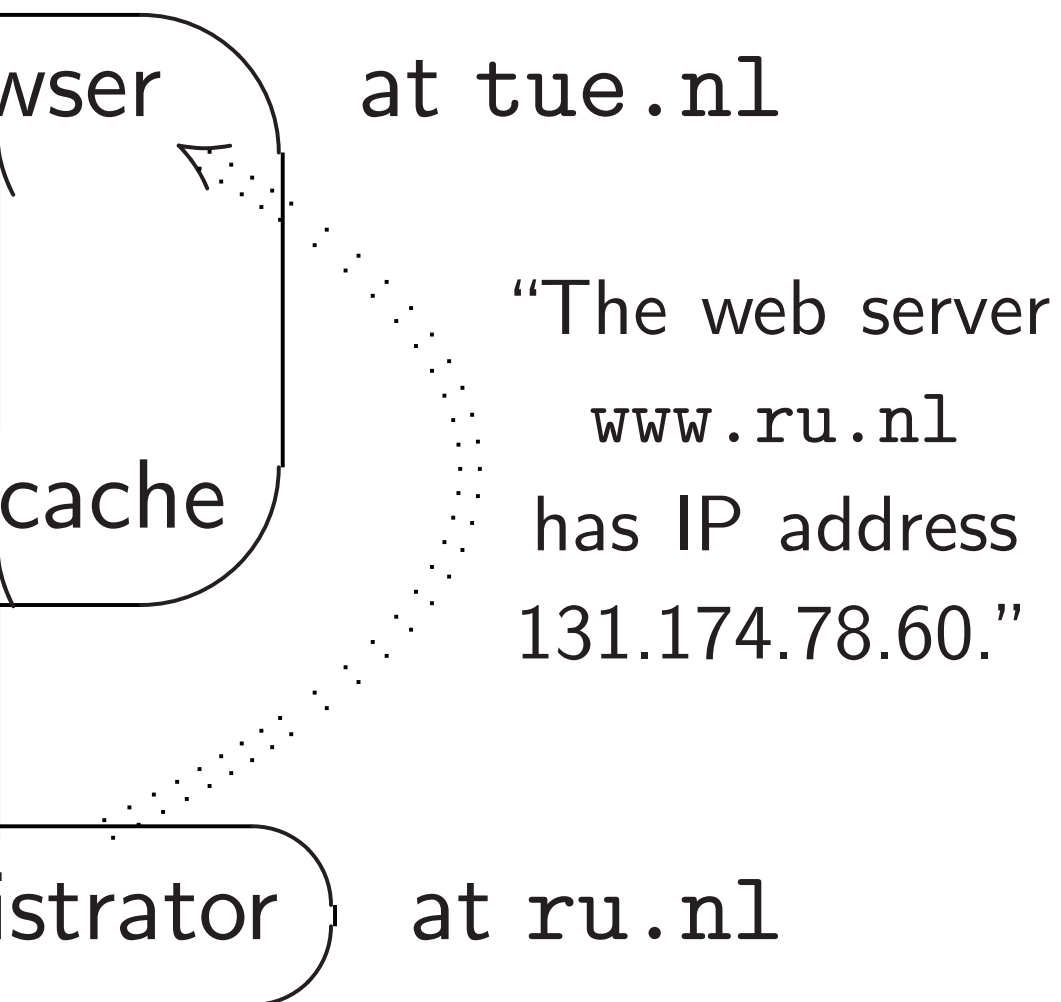 wser at tue.nl
“The web server
www.ru.nl
cache
has IP address
131.174.78.60.”
istrator at ru.nl